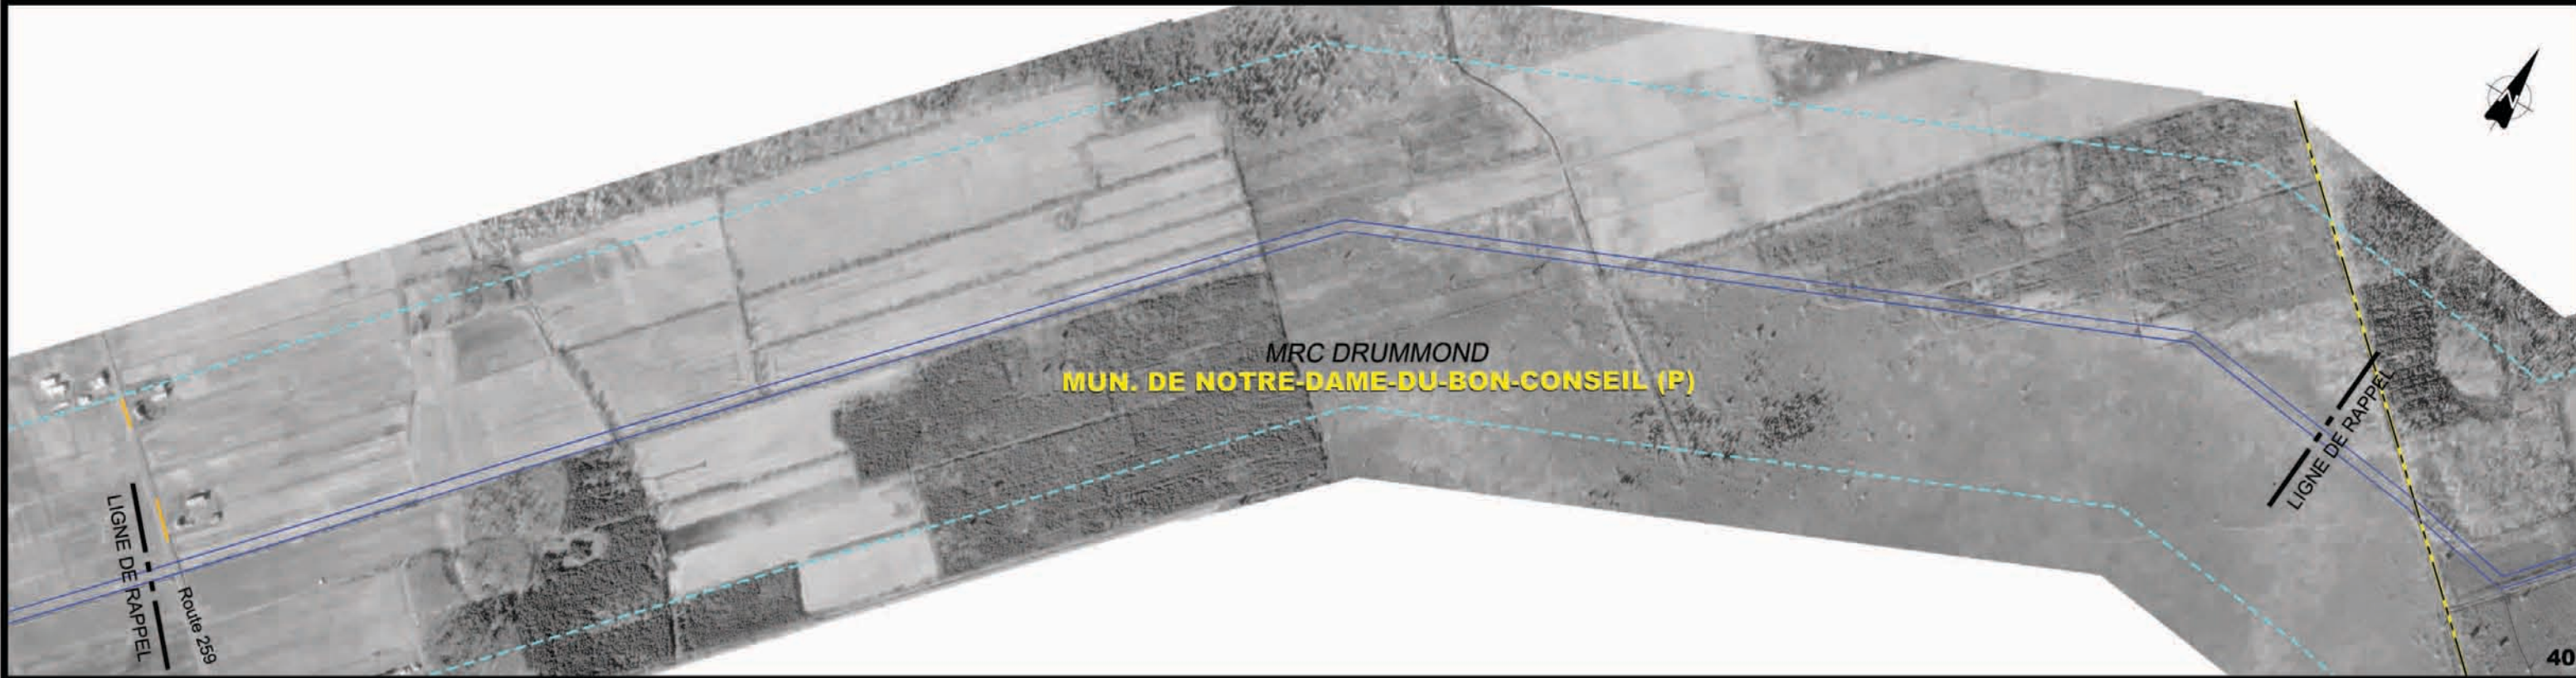 MRC DRUMMOND
MUN. DE NOTRE-DAME-DU-BON-CONSEIL (P)
LIGNE DE RAPPEL
Route 259
LIGNE DE RAPPEL
N
40